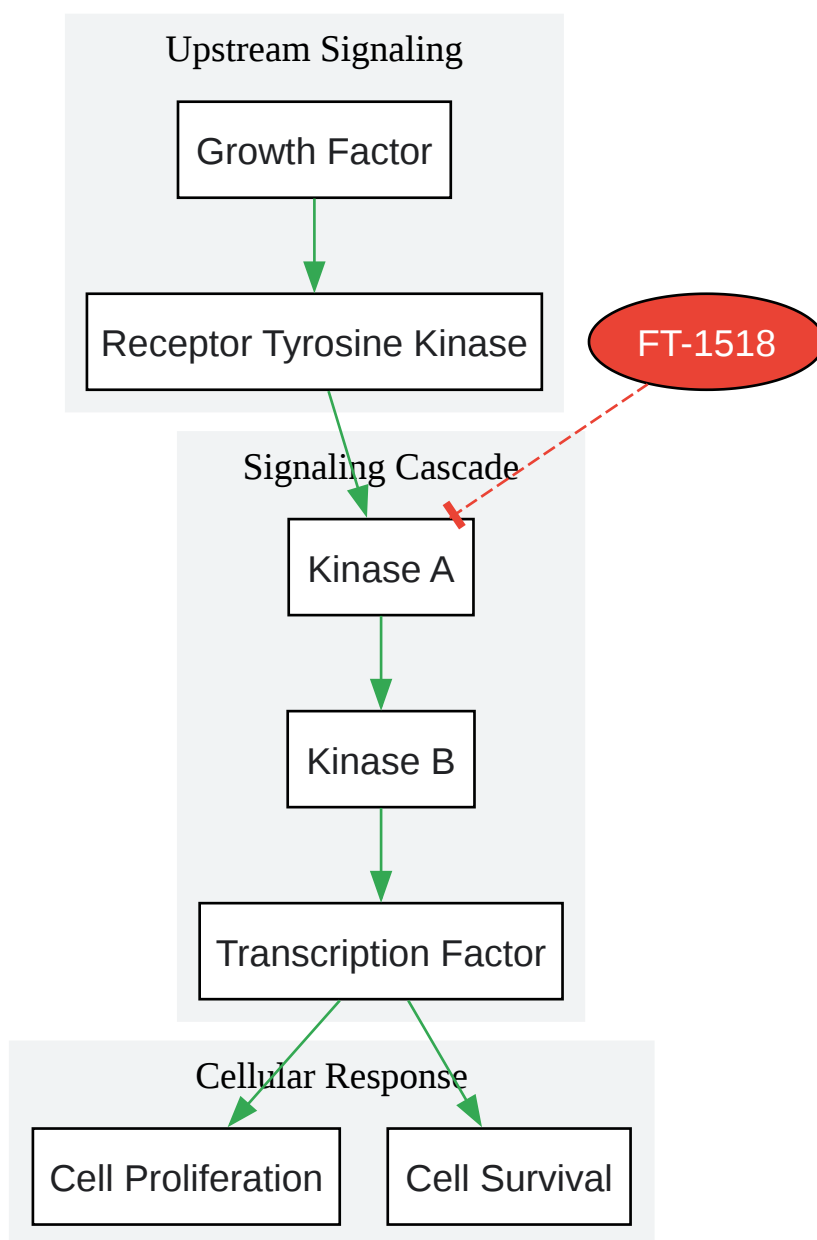 Upstream Signaling
Growth Factor
Receptor Tyrosine Kinase
FT-1518
Signaling Cascade
Kinase A
Kinase B
Transcription Factor
Cellular Response
Cell Proliferation
Cell Survival